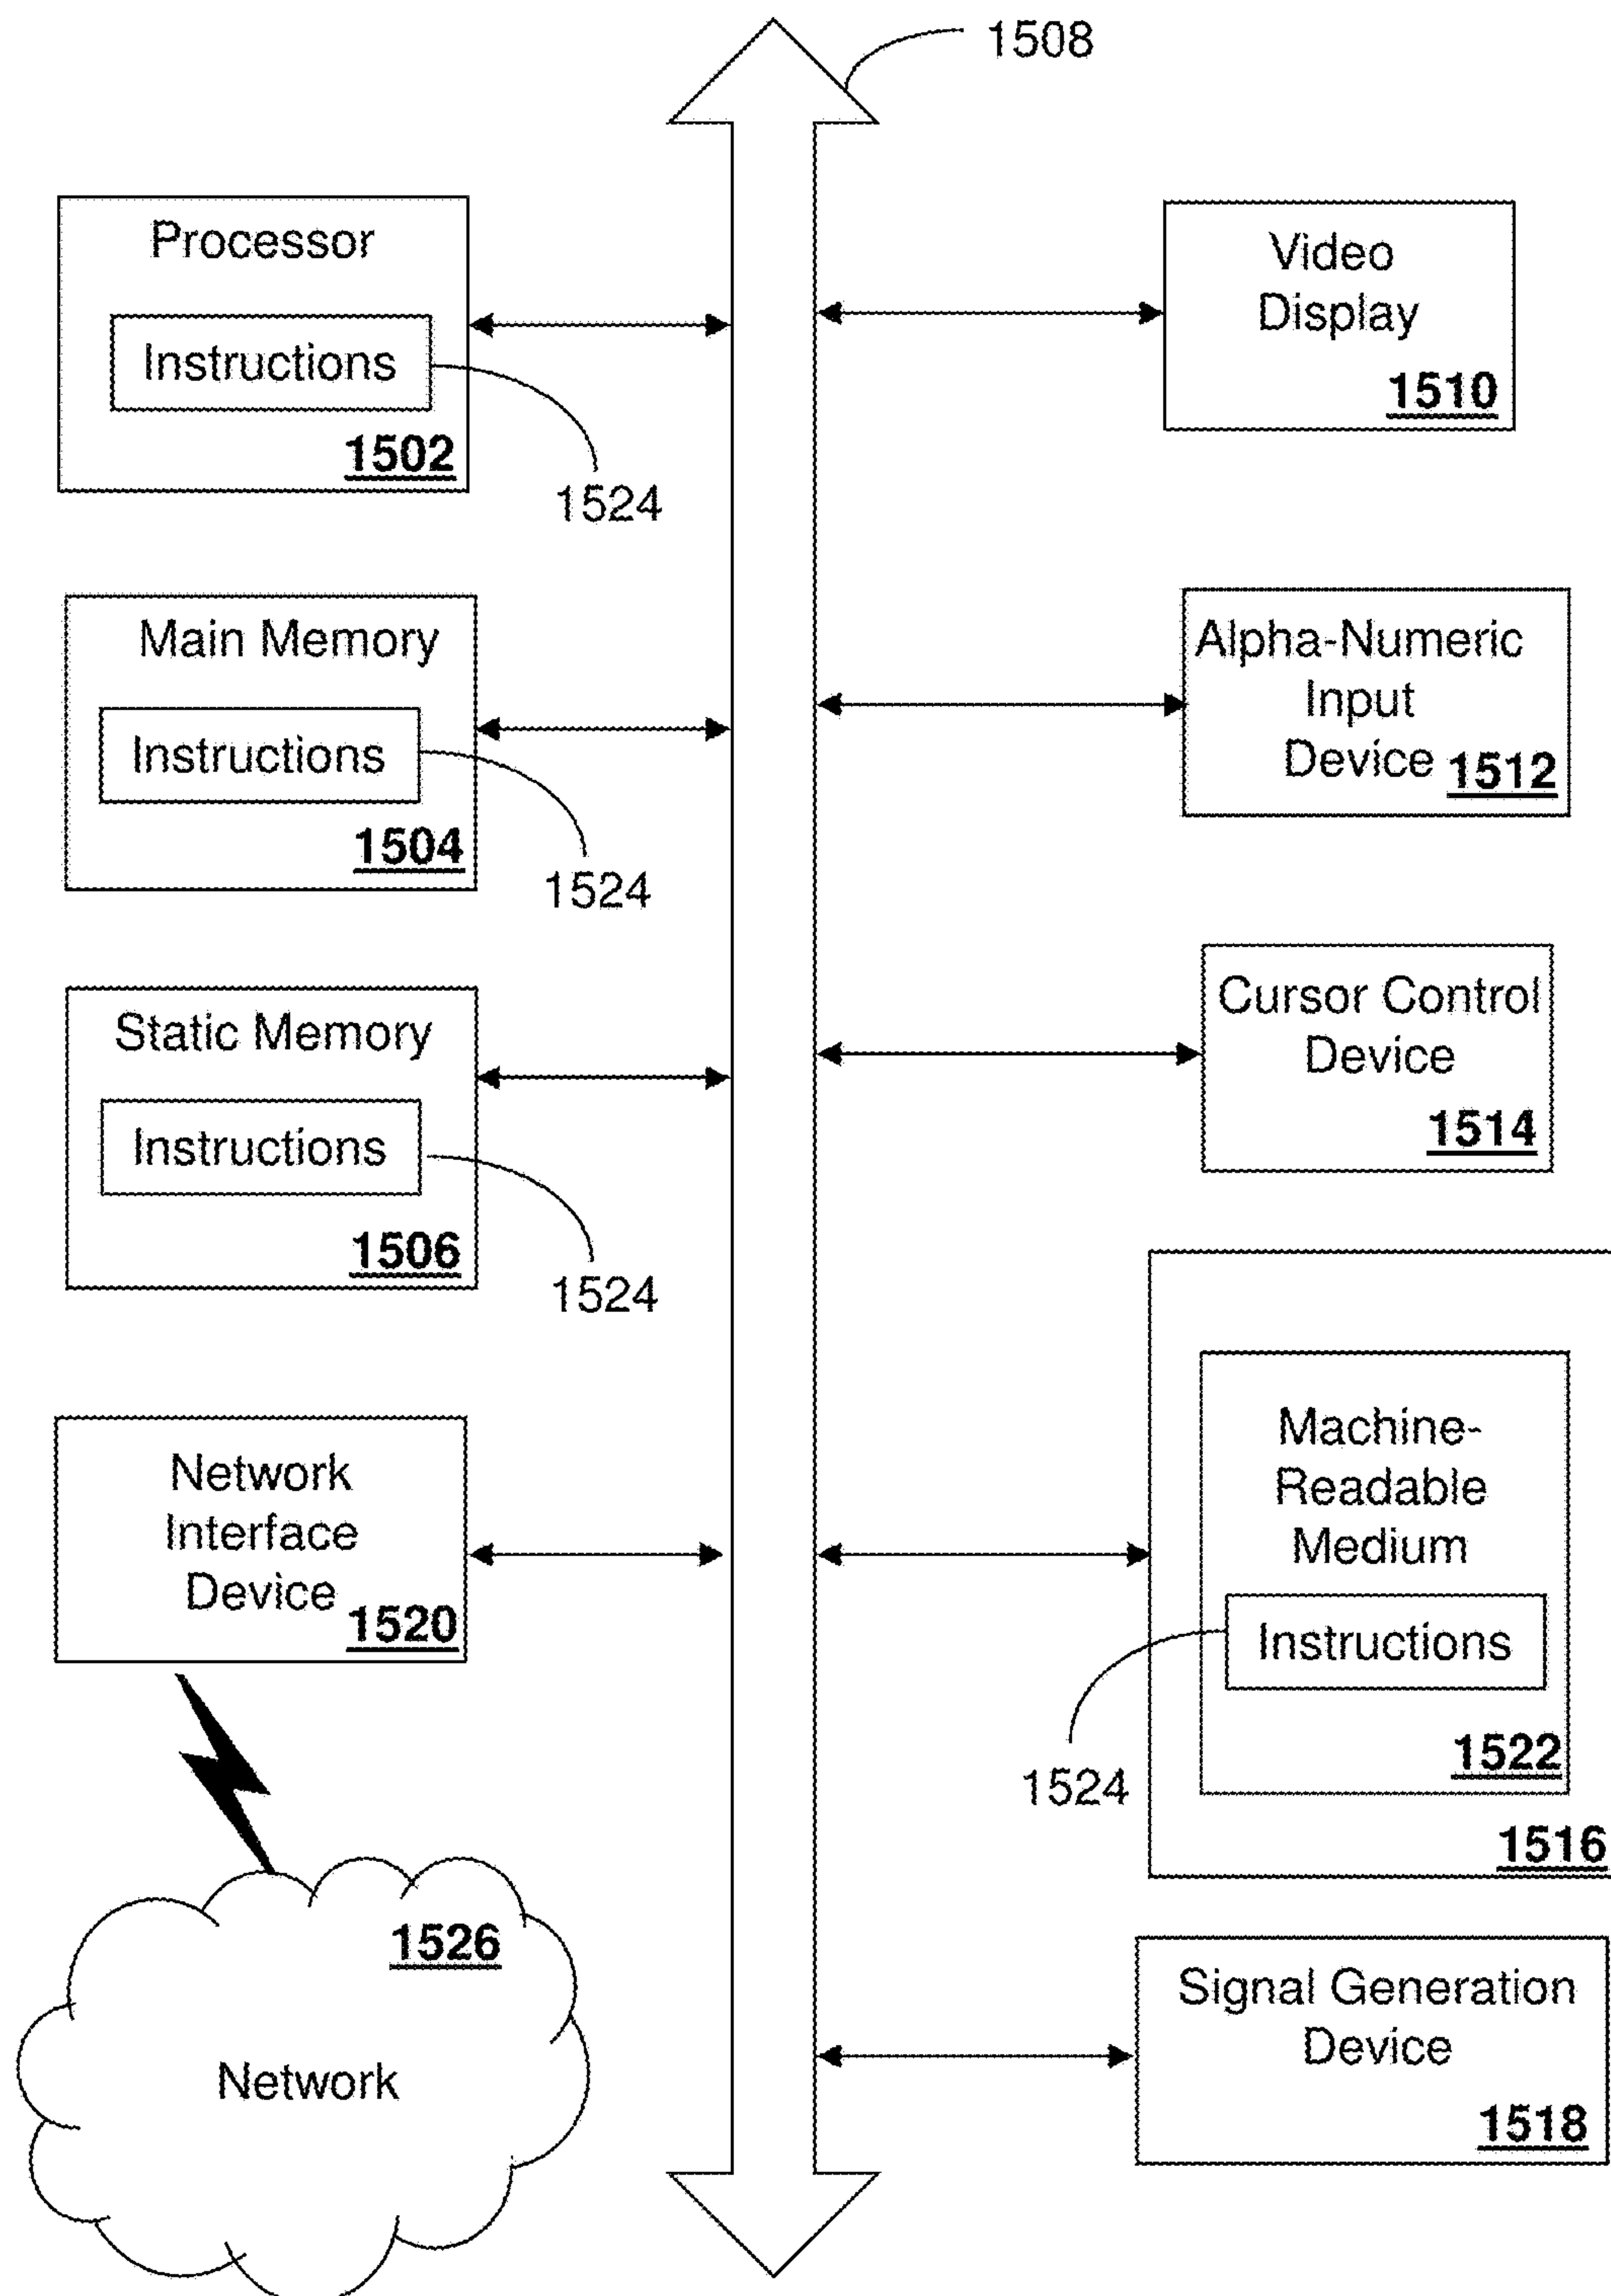 1508
Processor
Instructions
1502
1524
Main Memory
Instructions
1504
1524
Static Memory
Instructions
1506
1524
Network
Interface
Device
1520
1526
Network
Video
Display
1510
Alpha-Numeric
Input
Device
1512
Cursor Control
Device
1514
Machine-
Readable
Medium
Instructions
1524
1522
1516
Signal Generation
Device
1518